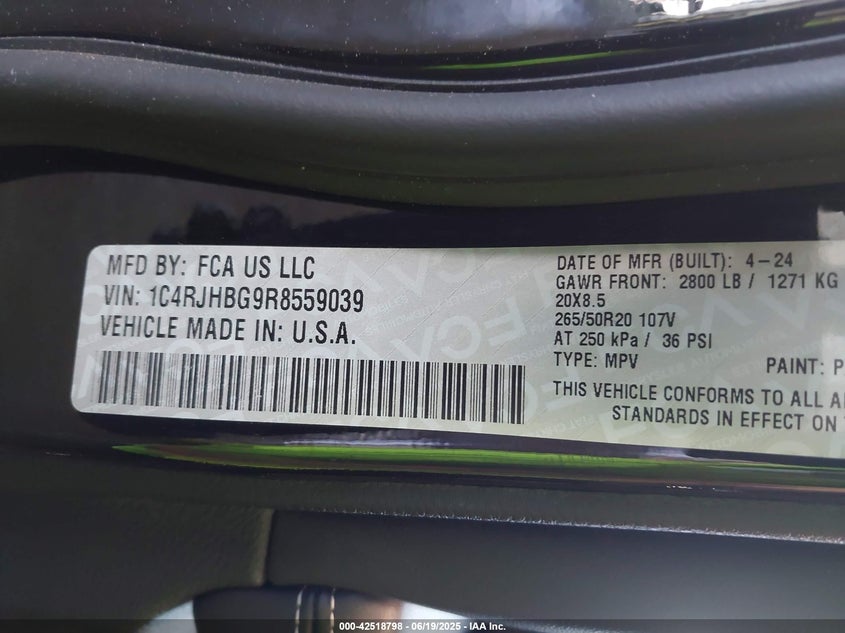 MFD BY: FCA US LLC
VIN: 1C4RJHBG9R8559039
VEHICLE MADE IN: U.S.A.
DATE OF MFR (BUILT): 4-24
GAWR FRONT: 2800 LB / 1271 KG
20X8.5
265/50R20 107V
AT 250 kPa / 36 PSI
TYPE: MPV
PAINT: P
THIS VEHICLE CONFORMS TO ALL
STANDARDS IN EFFECT ON
000-42518798 - 06/19/2025 - IAA Inc.